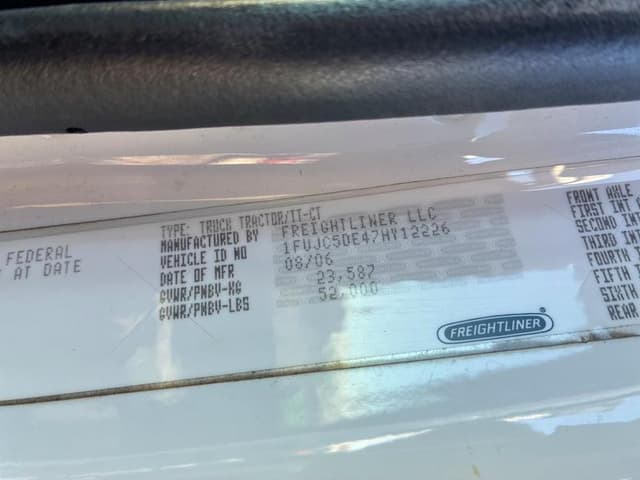 TYPE: TRUCK TRACTOR/TT-CT
MANUFACTURED BY FREIGHTLINER LLC
VEHICLE ID NO 1FUJC5DE47HY12226
DATE OF MFR 08/06
GVWR/PNBV-KG 23,587
GVWR/PNBV-LBS 52,000
FEDERAL
AT DATE
FREIGHTLINER
FRONT AXLE
FIRST INT
SECOND INT
THIRD INT
FOURTH
FIFTH
SIXTH
REAR